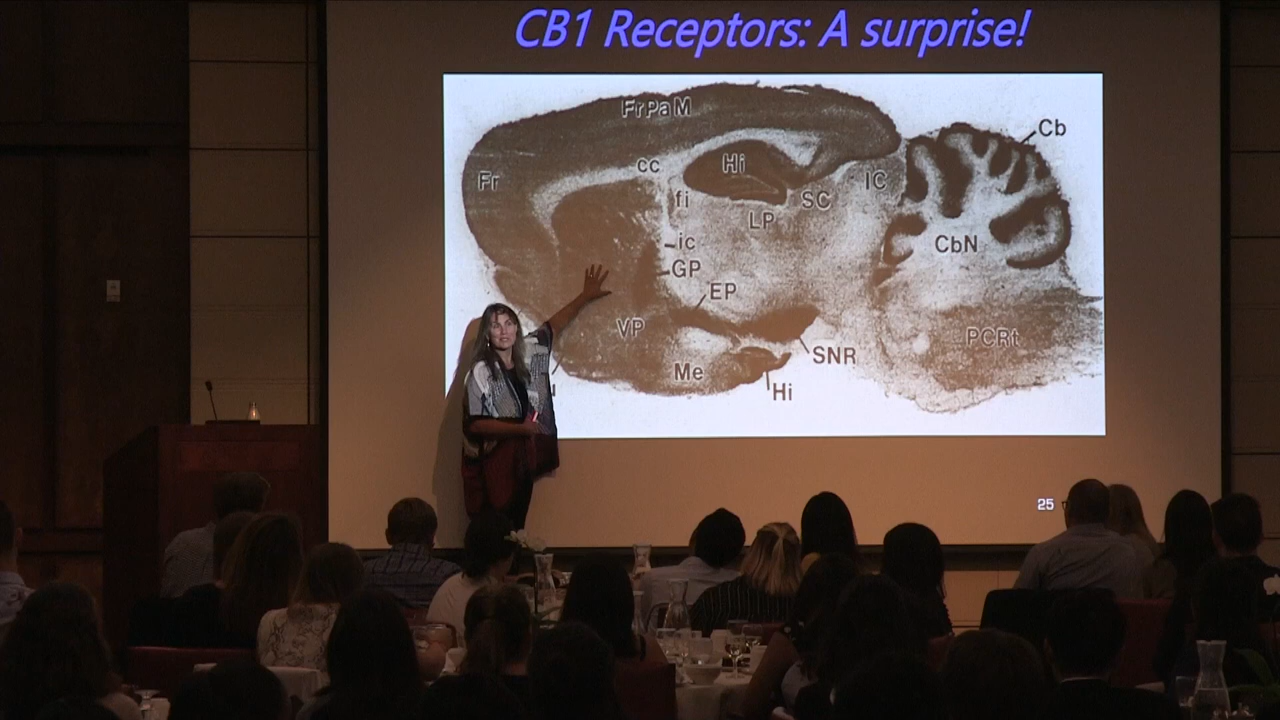 CB1 Receptors: A surprise!
FrPaM
Cb
Fr
cc
Hi
fi
SC
IC
LP
ic
CbN
GP
EP
VP
PCRt
SNR
Me
Hi
25